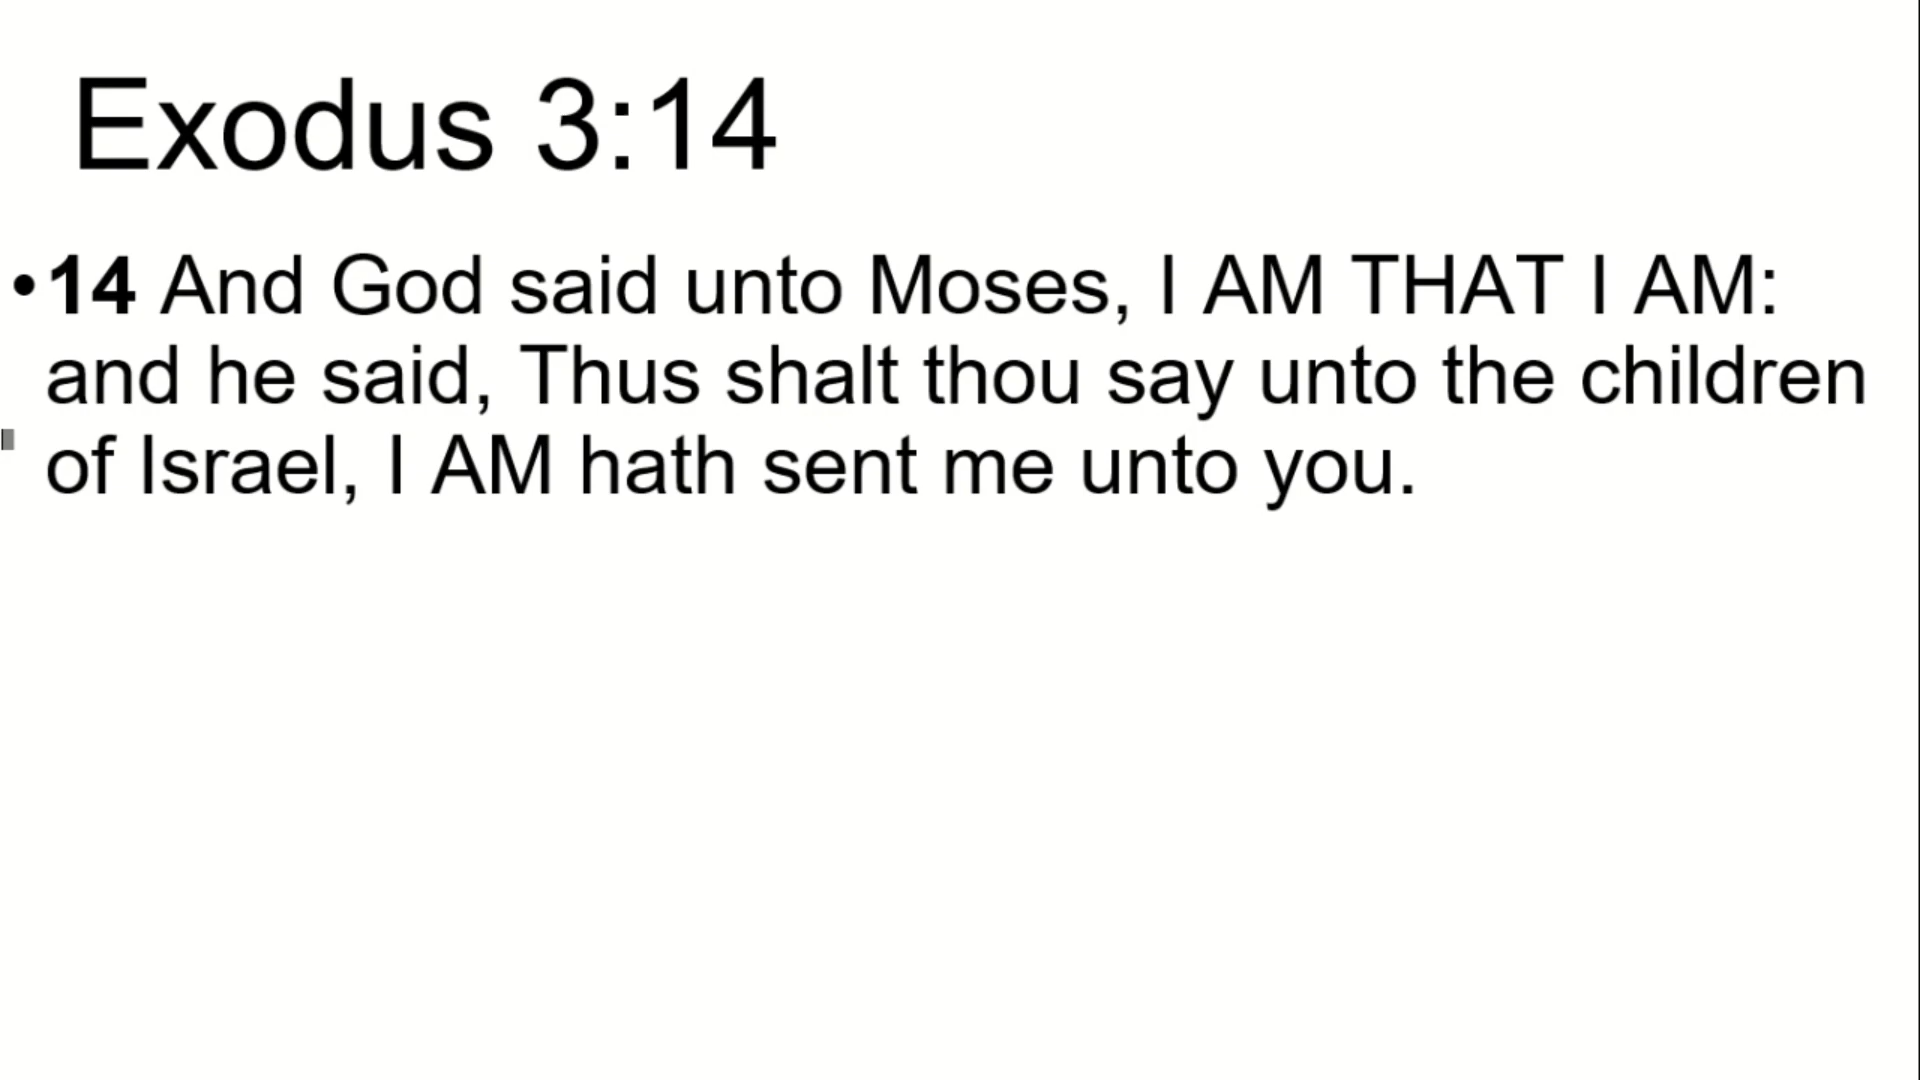 Exodus 3:14
•14 And God said unto Moses, I AM THAT I AM:
and he said, Thus shalt thou say unto the children
of Israel, I AM hath sent me unto you.